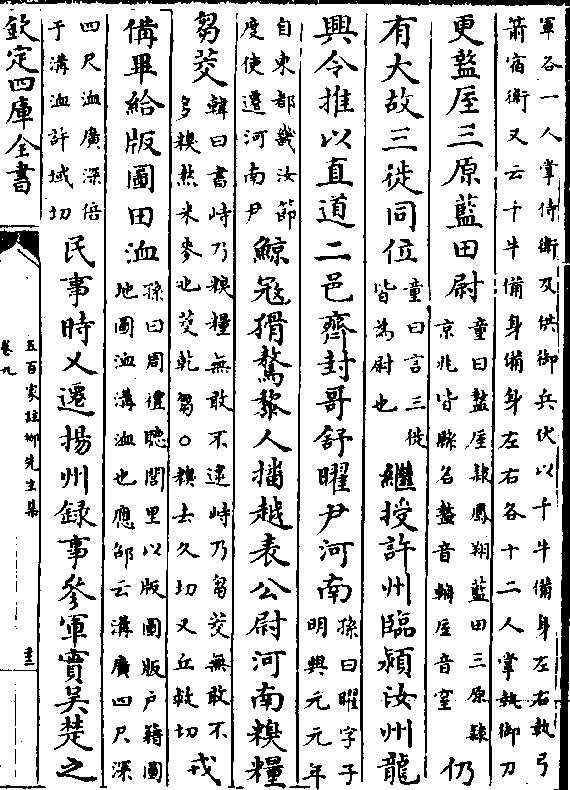 軍各一人掌侍衛及供御兵仗以千牛備身左右執弓
箭宿衛又云千牛備身備身左右各十二人掌執御刀
更盩厔三原藍田尉童曰盩厔隸鳳翔藍田三原隸
京兆皆縣名盩音輈厔音窒仍
有大故三徙同位童曰言三徙
皆為尉也繼授許州臨潁汝州龍
興令推以直道二邑齊封哥舒曜尹河南孫曰曜字子
明興元元年
自東都畿汝節
度使遷河南尹鯨冦猾驁黎人播越表公尉河南糗糧
芻茭韓曰書峙乃糗糧無敢不逮峙乃芻茭無敢不
多糗熬米麥也茭乾芻○糗去久切又丘救切戎
備畢給版圖田洫孫曰周禮聽閭里以版圖版户籍圖
地圖洫溝洫也應邵云溝廣四尺深
四尺洫廣深倍
于溝洫許域切民事時乂遷揚州録事參軍實吳楚之
欽定四庫全書
五百家註栁先生集
卷九
三